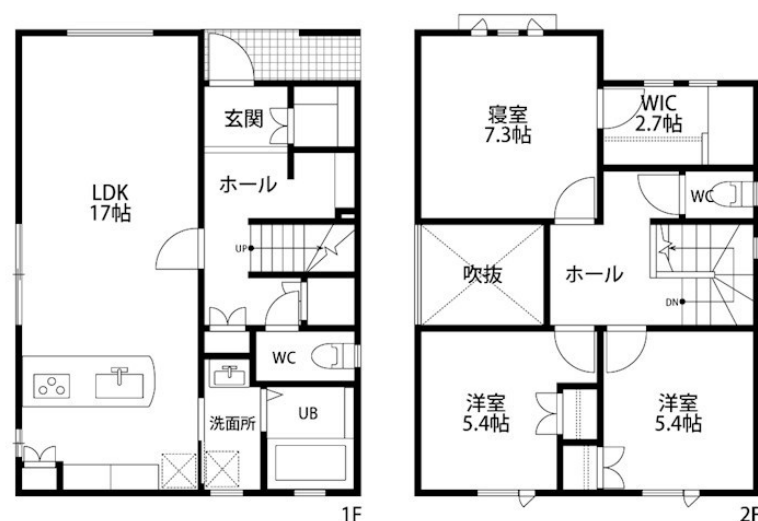 玄関
ホール
LDK
17帖
UP
WC
洗面所
UB
1F
寝室
7.3帖
WIC
2.7帖
WC
吹抜
ホール
DN
洋室
5.4帖
洋室
5.4帖
2F